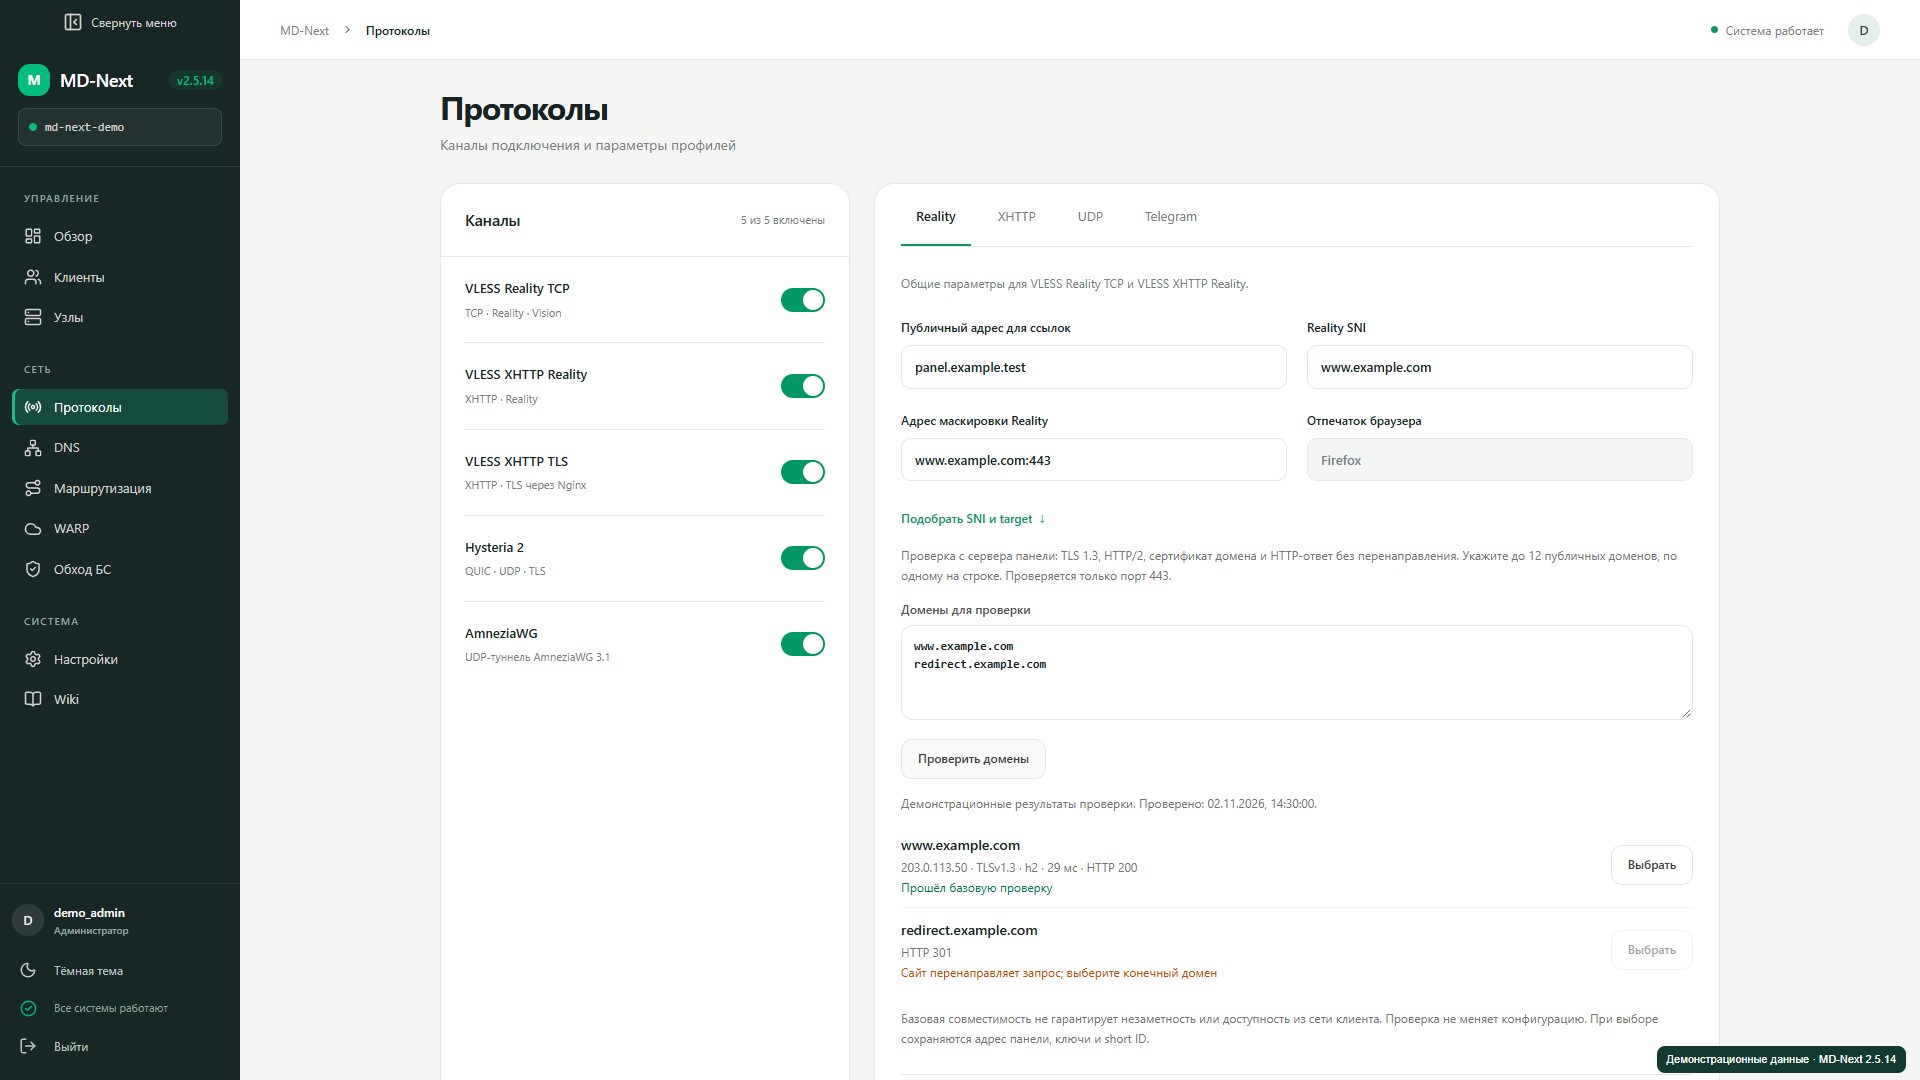 Свернуть меню
M
MD-Next
v2.5.14
md-next-demo
УПРАВЛЕНИЕ
Обзор
Клиенты
Узлы
СЕТЬ
Протоколы
DNS
Маршрутизация
WARP
Обход БС
СИСТЕМА
Настройки
Wiki
D
demo_admin
Администратор
Тёмная тема
Все системы работают
Выйти
MD-Next
Протоколы
Система работает
D
Протоколы
Каналы подключения и параметры профилей
Каналы
5 из 5 включены
VLESS Reality TCP
TCP · Reality · Vision
VLESS XHTTP Reality
XHTTP · Reality
VLESS XHTTP TLS
XHTTP · TLS через Nginx
Hysteria 2
QUIC · UDP · TLS
AmneziaWG
UDP-туннель AmneziaWG 3.1
Reality
XHTTP
UDP
Telegram
Общие параметры для VLESS Reality TCP и VLESS XHTTP Reality.
Публичный адрес для ссылок
Reality SNI
panel.example.test
www.example.com
Адрес маскировки Reality
Отпечаток браузера
www.example.com:443
Firefox
Подобрать SNI и target ↓
Проверка с сервера панели: TLS 1.3, HTTP/2, сертификат домена и HTTP-ответ без перенаправления. Укажите до 12 публичных доменов, по
одному на строке. Проверяется только порт 443.
Домены для проверки
www.example.com
redirect.example.com
Проверить домены
Демонстрационные результаты проверки. Проверено: 02.11.2026, 14:30:00.
www.example.com
203.0.113.50 · TLSv1.3 · h2 · 29 мс · HTTP 200
Прошёл базовую проверку
Выбрать
redirect.example.com
HTTP 301
Сайт перенаправляет запрос; выберите конечный домен
Выбрать
Базовая совместимость не гарантирует незаметность или доступность из сети клиента. Проверка не меняет конфигурацию. При выборе
сохраняются адрес панели, ключи и short ID.
Демонстрационные данные · MD-Next 2.5.14